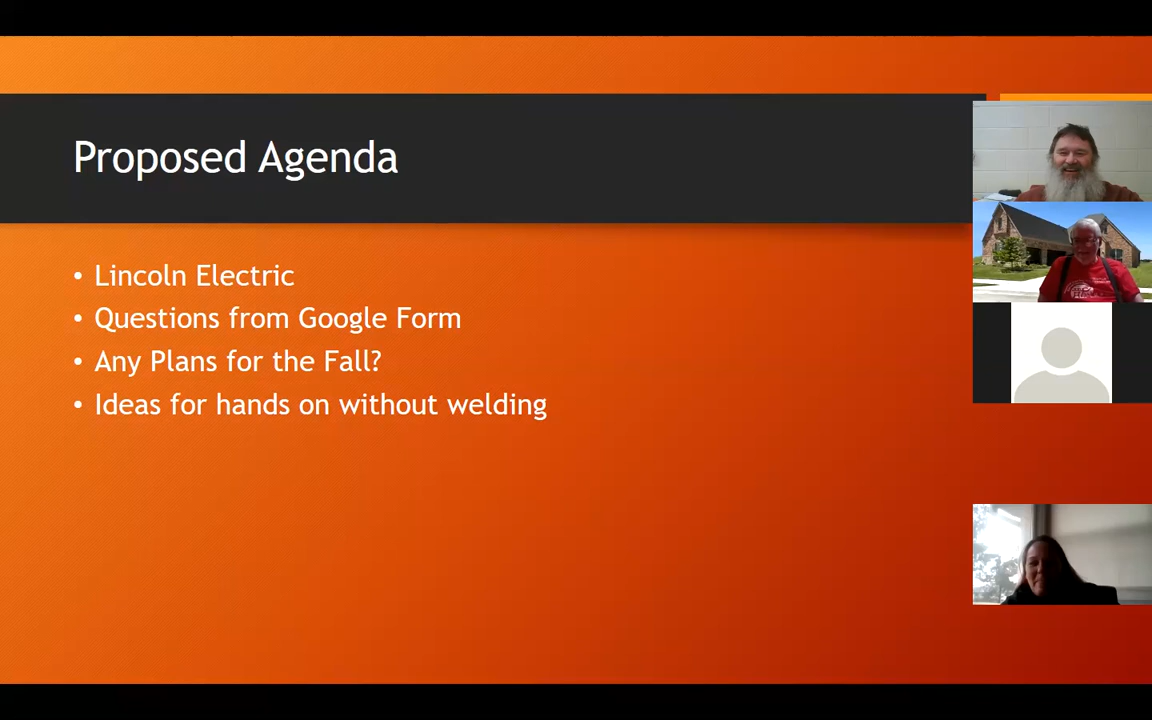 Proposed Agenda
• Lincoln Electric
• Questions from Google Form
• Any Plans for the Fall?
• Ideas for hands on without welding